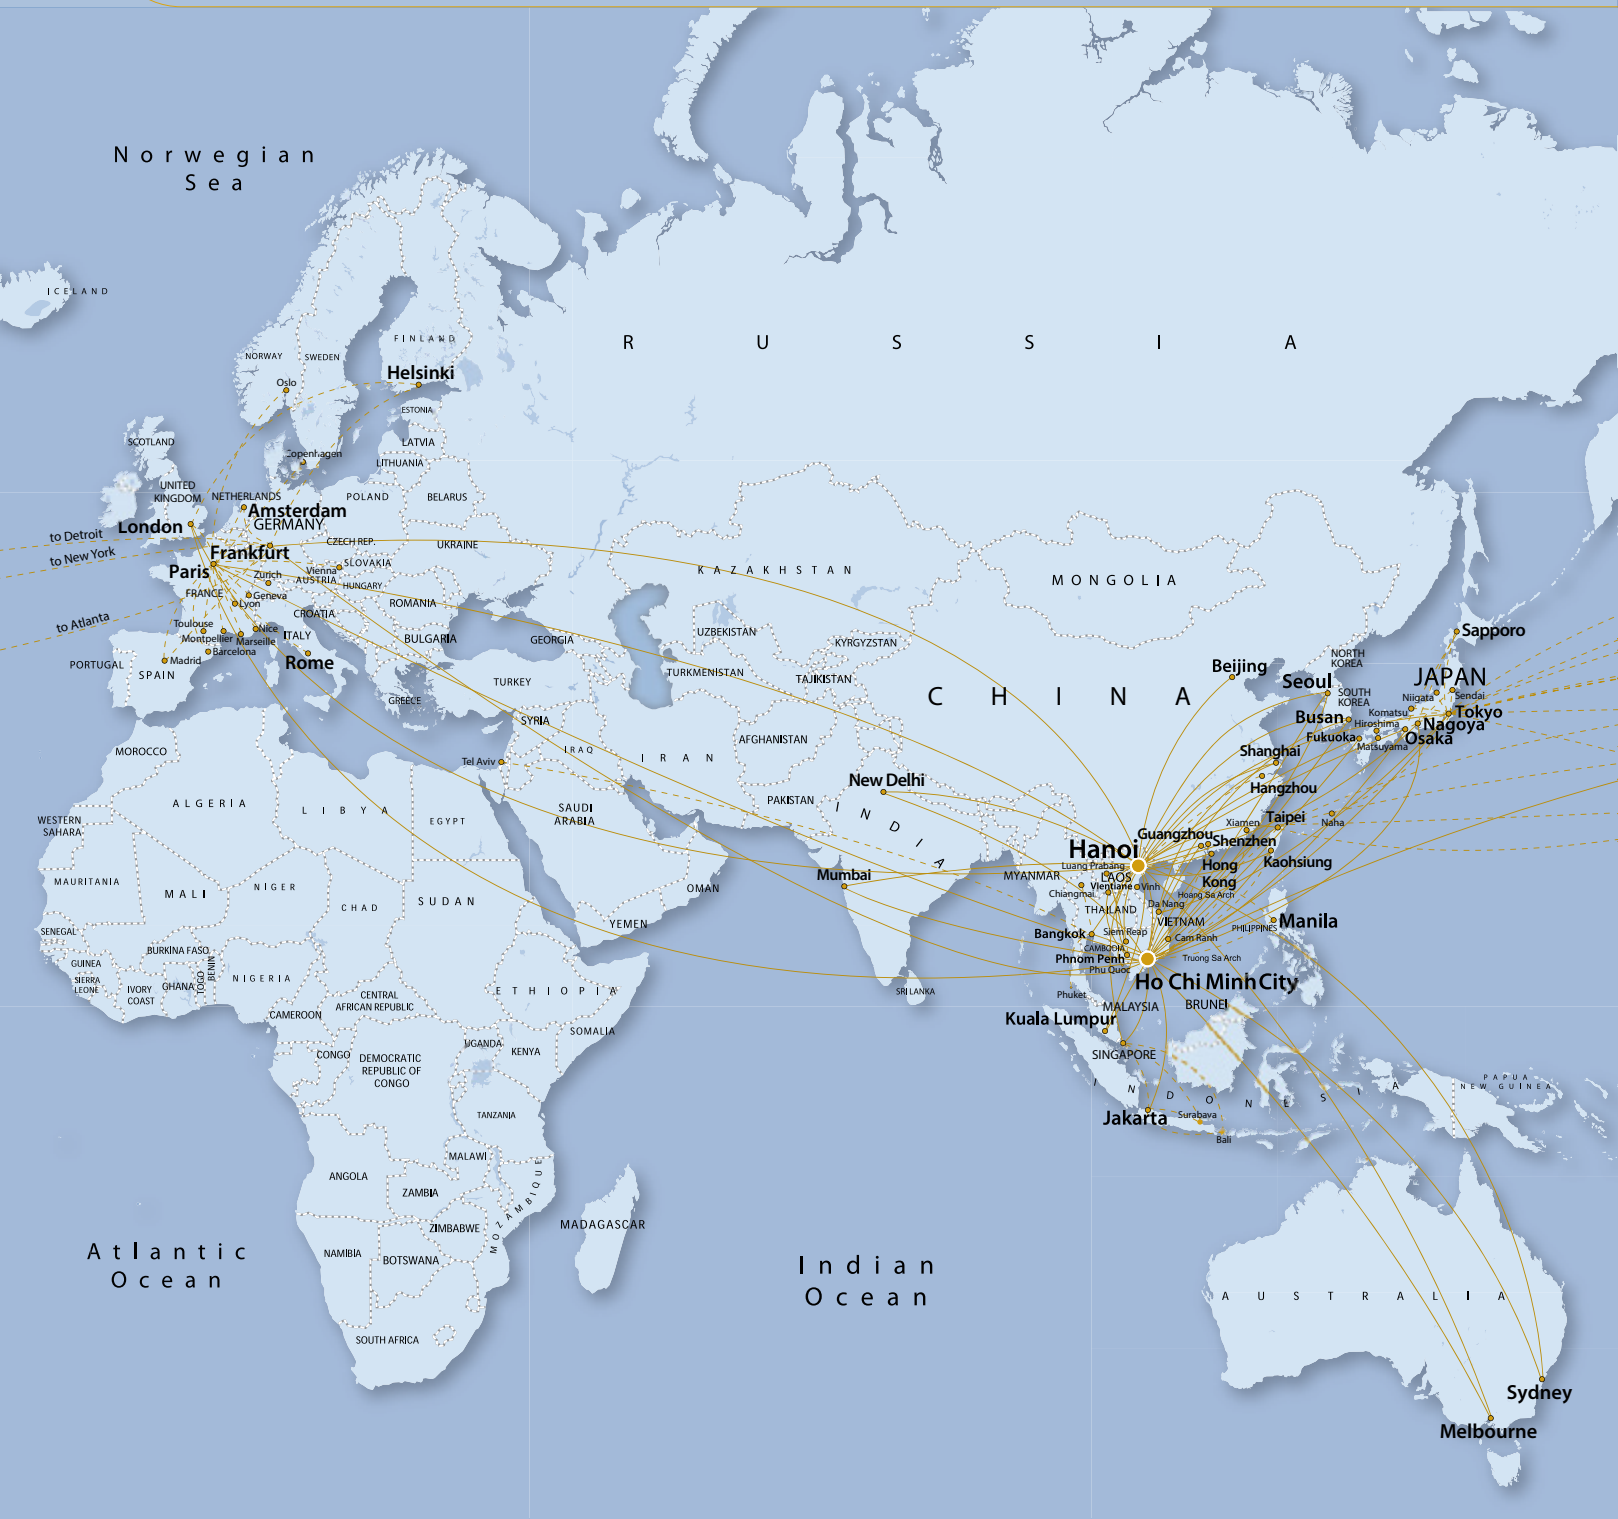 Norwegian
Sea
ICELAND
RUSSIA
FINLAND
NORWAY
SWEDEN
Helsinki
Oslo
ESTONIA
SCOTLAND
LATVIA
Copenhagen
LITHUANIA
UNITED
KINGDOM
NETHERLANDS
POLAND
BELARUS
Amsterdam
London
GERMANY
to Detroit
CZECH REP.
UKRAINE
to New York
Frankfurt
SLOVAKIA
Paris
Vienna
Zurich
AUSTRIA
HUNGARY
FRANCE
Geneva
Lyon
ROMANIA
CROATIA
to Atlanta
Toulouse
Nice
ITALY
Montpellier
Marseille
BULGARIA
GEORGIA
Barcelona
PORTUGAL
Madrid
Rome
SPAIN
GREECE
TURKEY
KAZAKHSTAN
MONGOLIA
UZBEKISTAN
KYRGYZSTAN
TURKMENISTAN
TAJIKISTAN
CHINA
Sapporo
NORTH
KOREA
Beijing
Seoul
JAPAN
SOUTH
KOREA
Niigata
Sendai
Komatsu
Tokyo
Busan
Hiroshima
Nagoya
Fukuoka
Osaka
Matsuyama
Shanghai
Hangzhou
SYRIA
MOROCCO
IRAQ
IRAN
AFGHANISTAN
Tel Aviv
New Delhi
PAKISTAN
INDIA
ALGERIA
LIBYA
EGYPT
SAUDI
ARABIA
WESTERN
SAHARA
Xiamen
Taipei
Naha
Guangzhou
Shenzhen
Hanoi
Kaohsiung
Hong
Kong
Luang Prabang
MYANMAR
LAOS
Mumbai
Vientiane
Vinh
Chiangmai
Hoang Sa Arch
Da Nang
THAILAND
VIETNAM
Manila
PHILIPPINES
Bangkok
Siem Reap
Cam Ranh
CAMBODIA
Phnom Penh
Truong Sa Arch
Phu Quoc
Ho Chi Minh City
MAURITANIA
MALI
NIGER
CHAD
SUDAN
OMAN
YEMEN
SENEGAL
BURKINA FASO
GUINEA
BENIN
TOGO
NIGERIA
SIERRA
LEONE
IVORY
COAST
GHANA
ETHIOPIA
CENTRAL
AFRICAN REPUBLIC
SRI LANKA
Phuket
MALAYSIA
BRUNEI
CAMEROON
SOMALIA
Kuala Lumpur
UGANDA
KENYA
CONGO
DEMOCRATIC
REPUBLIC OF
CONGO
SINGAPORE
INDONESIA
PAPUA
NEW GUINEA
TANZANIA
Jakarta
Surabava
Bali
MALAWI
ANGOLA
ZAMBIA
MOZAMBIQUE
ZIMBABWE
MADAGASCAR
NAMIBIA
BOTSWANA
SOUTH AFRICA
Atlantic
Ocean
Indian
Ocean
AUSTRALIA
Sydney
Melbourne